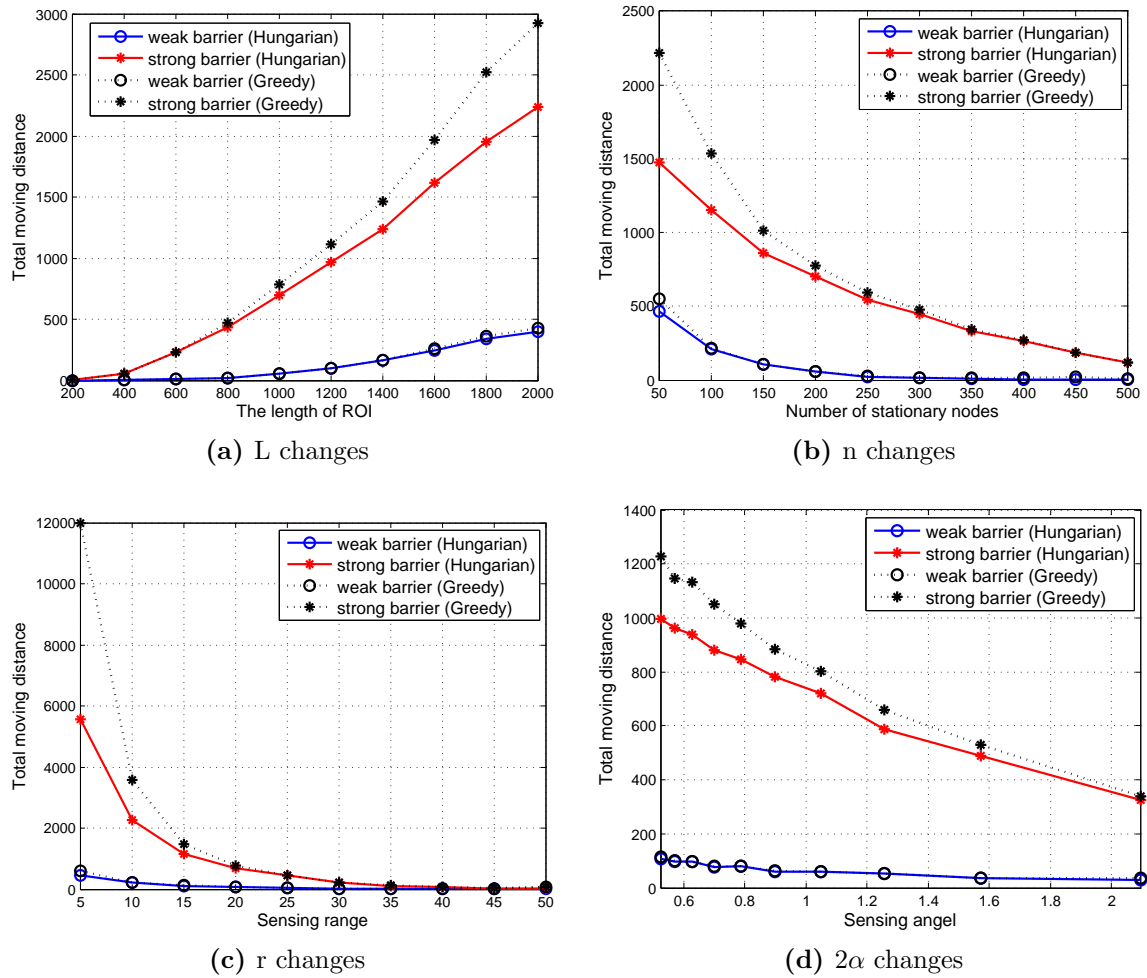 3000
2500
2000
1500
1000
500
0
Total moving distance
weak barrier (Hungarian)
strong barrier (Hungarian)
weak barrier (Greedy)
strong barrier (Greedy)
200 400 600 800 1000 1200 1400 1600 1800 2000
The length of ROI
(a) L changes
2500
2000
1500
1000
500
0
Total moving distance
weak barrier (Hungarian)
strong barrier (Hungarian)
weak barrier (Greedy)
strong barrier (Greedy)
50 100 150 200 250 300 350 400 450 500
Number of stationary nodes
(b) n changes
12000
10000
8000
6000
4000
2000
0
Total moving distance
weak barrier (Hungarian)
strong barrier (Hungarian)
weak barrier (Greedy)
strong barrier (Greedy)
5 10 15 20 25 30 35 40 45 50
Sensing range
(c) r changes
1400
1200
1000
800
600
400
200
0
Total moving distance
weak barrier (Hungarian)
strong barrier (Hungarian)
weak barrier (Greedy)
strong barrier (Greedy)
0.6 0.8 1 1.2 1.4 1.6 1.8 2
Sensing angel
(d) 2α changes